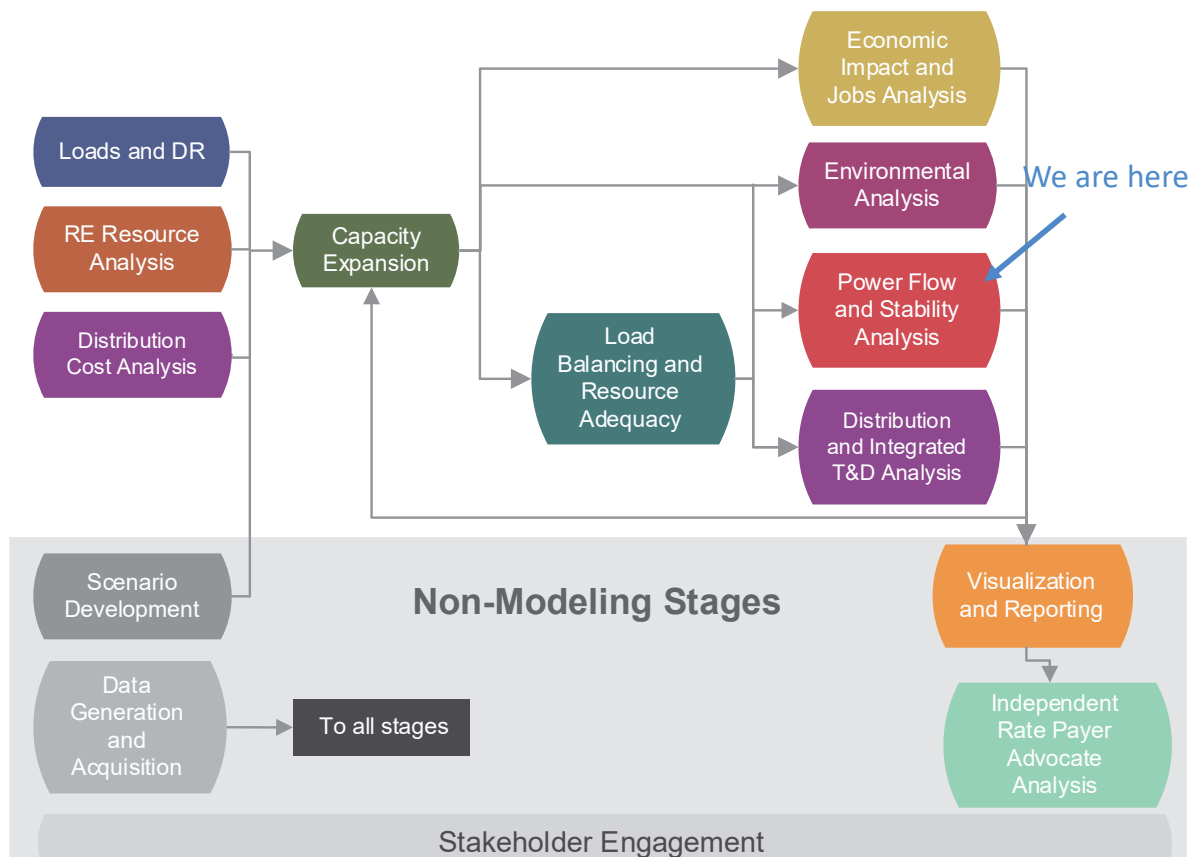 Economic
Impact and
Jobs Analysis
Loads and DR
Environmental
Analysis
We are here
RE Resource
Analysis
Capacity
Expansion
Power Flow
and Stability
Analysis
Distribution
Cost Analysis
Load
Balancing and
Resource
Adequacy
Distribution
and Integrated
T&D Analysis
Scenario
Development
Non-Modeling Stages
Visualization
and Reporting
Data
Generation
and
Acquisition
To all stages
Independent
Rate Payer
Advocate
Analysis
Stakeholder Engagement